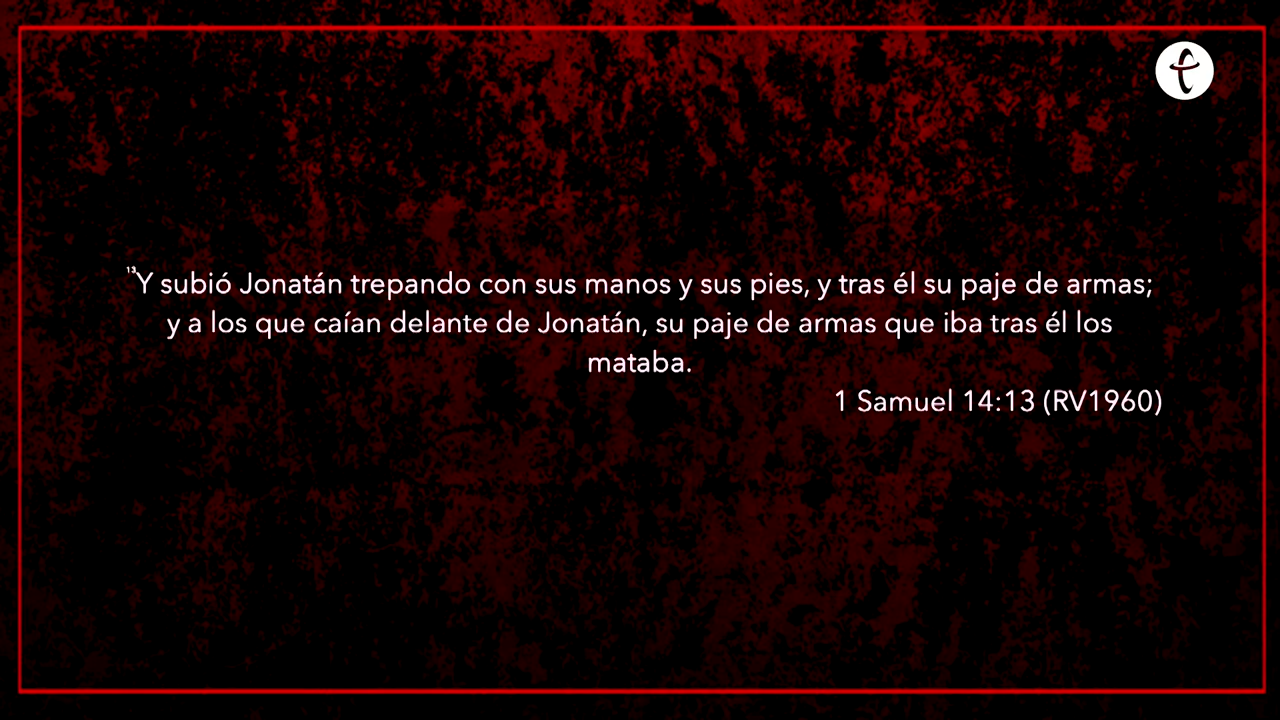 ¹³Y subió Jonatán trepando con sus manos y sus pies, y tras él su paje de armas;
y a los que caían delante de Jonatán, su paje de armas que iba tras él los
mataba.
1 Samuel 14:13 (RV1960)